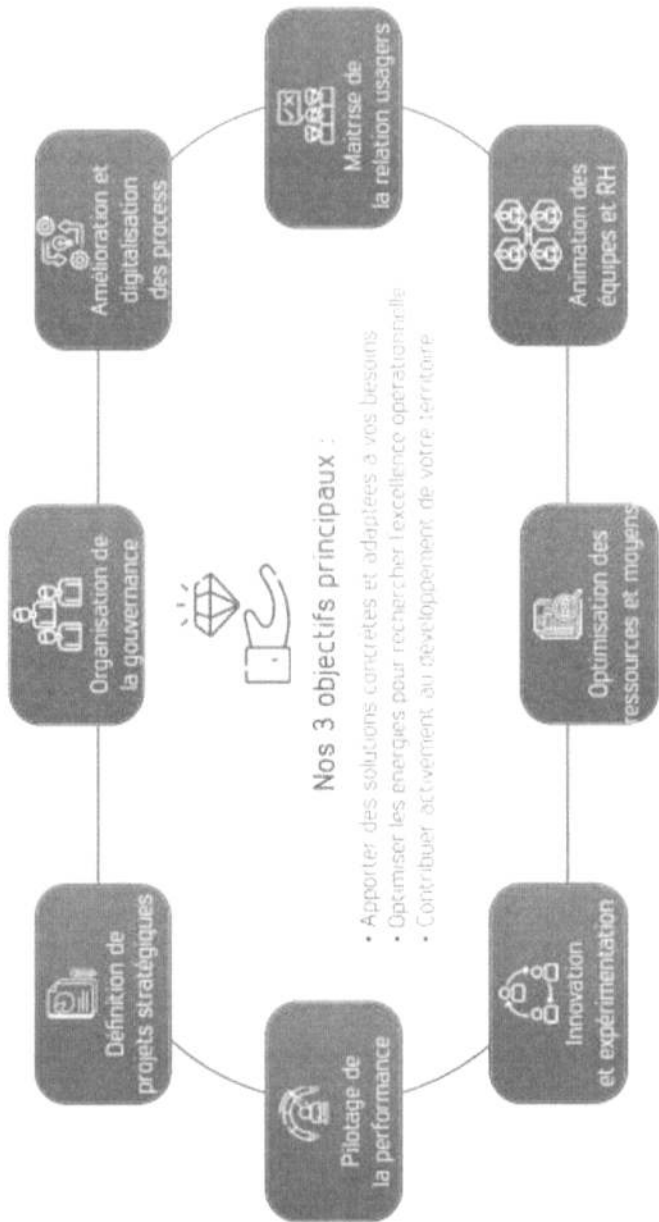 Définition de
projets stratégiques
Organisation de
la gouvernance
Amélioration et
digitalisation
des process
Pilotage de
la performance
Maitrise de
la relation usagers
Nos 3 objectifs principaux :
• Apporter des solutions concrètes et adaptées à vos besoins
• Optimiser les énergies pour rechercher l'excellence opérationnelle
• Contribuer activement au développement de votre territoire
Innovation
et expérimentation
Optimisation des
ressources et moyens
Animation des
équipes et RH